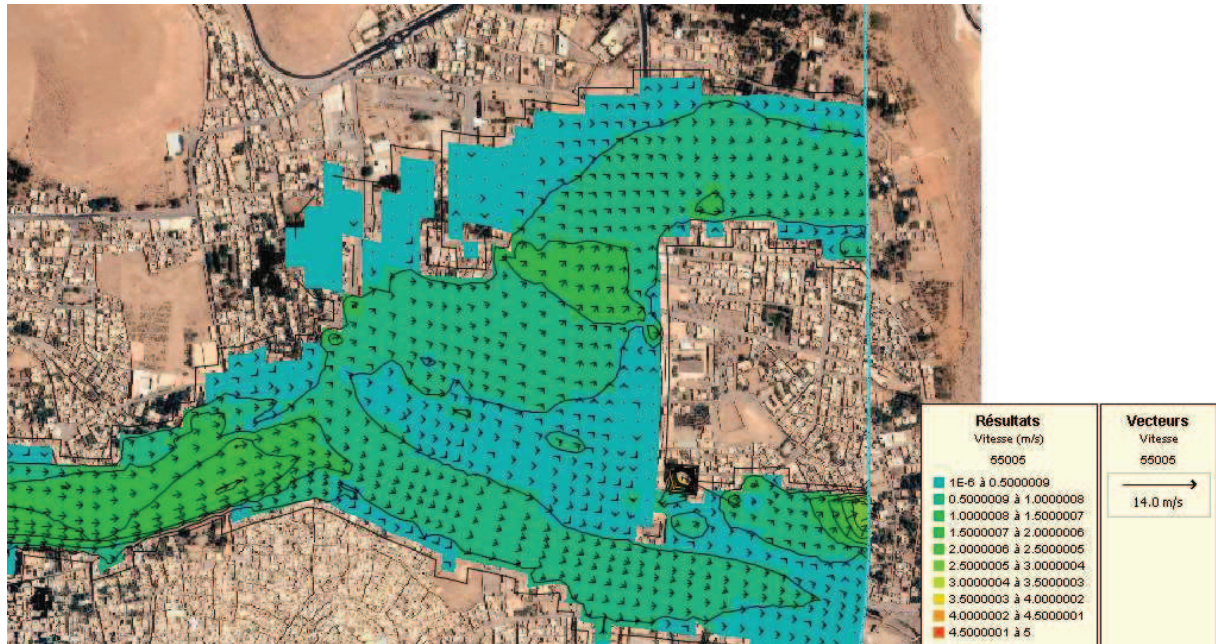 Résultats
Vitesse (m/s)
55005
1E-6 à 0.5000009
0.5000009 à 1.0000008
1.0000008 à 1.5000007
1.5000007 à 2.0000006
2.0000006 à 2.5000005
2.5000005 à 3.0000004
3.0000004 à 3.5000003
3.5000003 à 4.0000002
4.0000002 à 4.5000001
4.5000001 à 5.
Vecteurs
Vitesse
55005
14.0 m/s